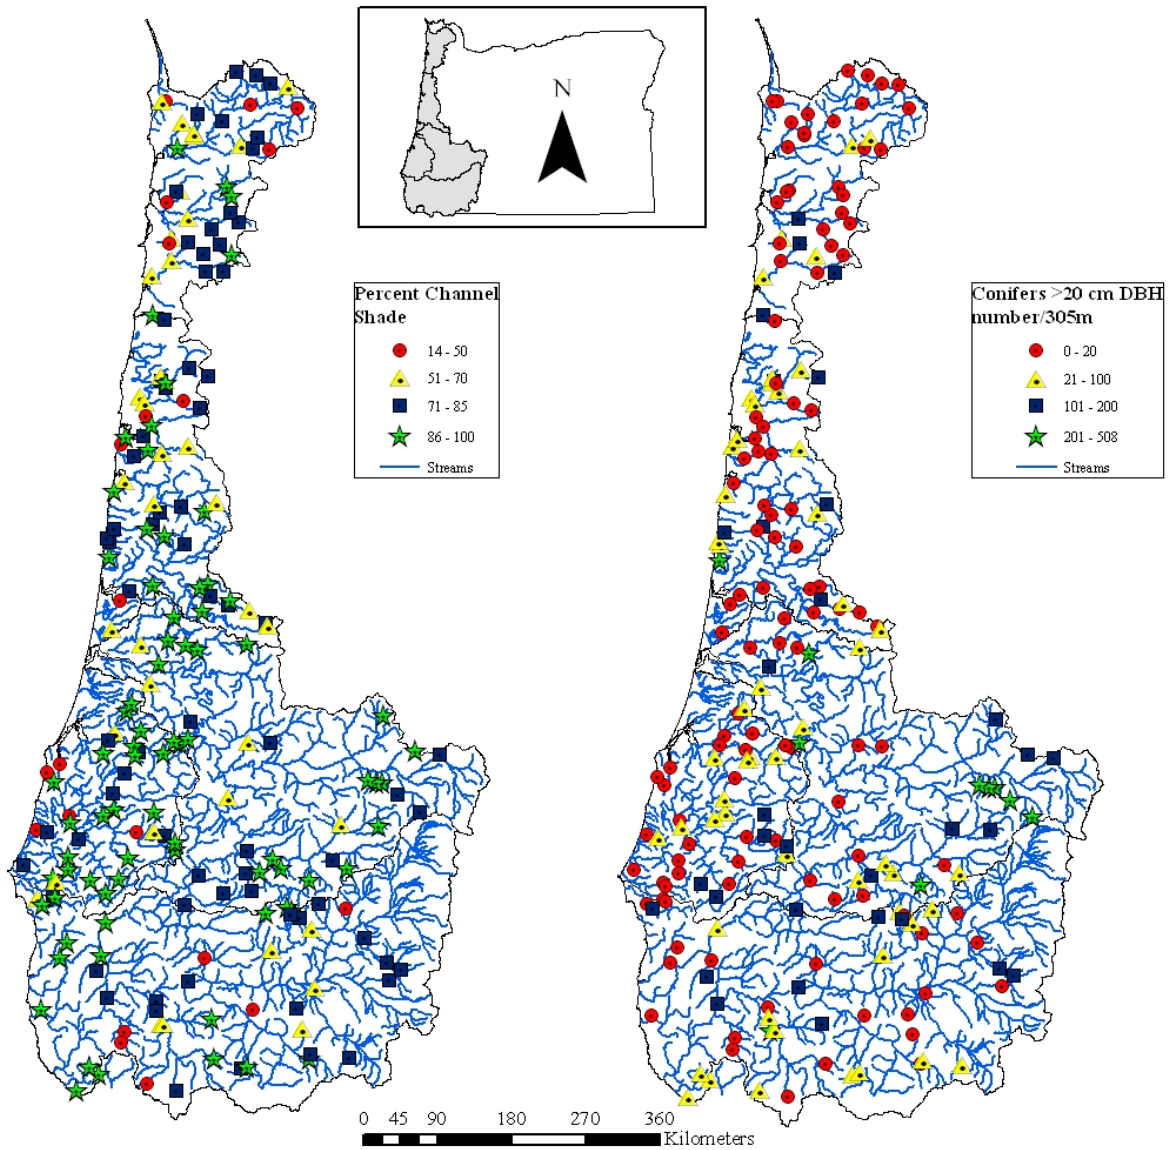 N
Percent Channel
Shade
14 - 50
51 - 70
71 - 85
86 - 100
Streams
Conifers >20 cm DBH
number/305m
0 - 20
21 - 100
101 - 200
201 - 508
Streams
0 45 90 180 270 360
Kilometers